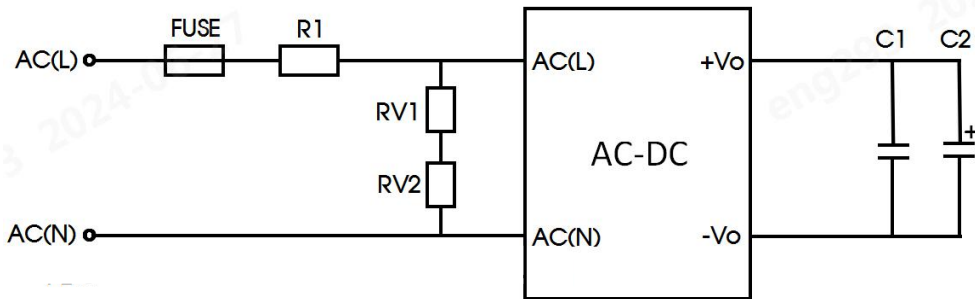 FUSE
R1
C1
C2
AC(L)
AC(L)
+Vo
RV1
+
AC-DC
RV2
AC(N)
AC(N)
-Vo